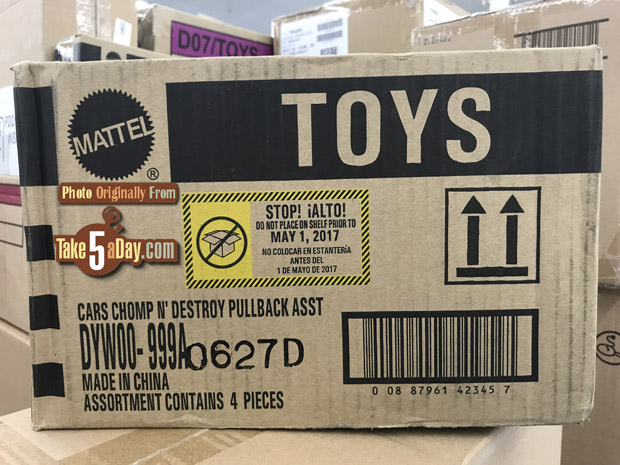 D07/TOYS
TOYS
MATTEL
®
Photo Originally From
Take5aDay.com
STOP! ¡ALTO!
DO NOT PLACE ON SHELF PRIOR TO
MAY 1, 2017
NO COLOCAR EN ESTANTERÍA
ANTES DEL
1 DE MAYO DE 2017
CARS CHOMP N' DESTROY PULLBACK ASST
DYW00-999A0627D
MADE IN CHINA
ASSORTMENT CONTAINS 4 PIECES
0 08 87961 42345 7